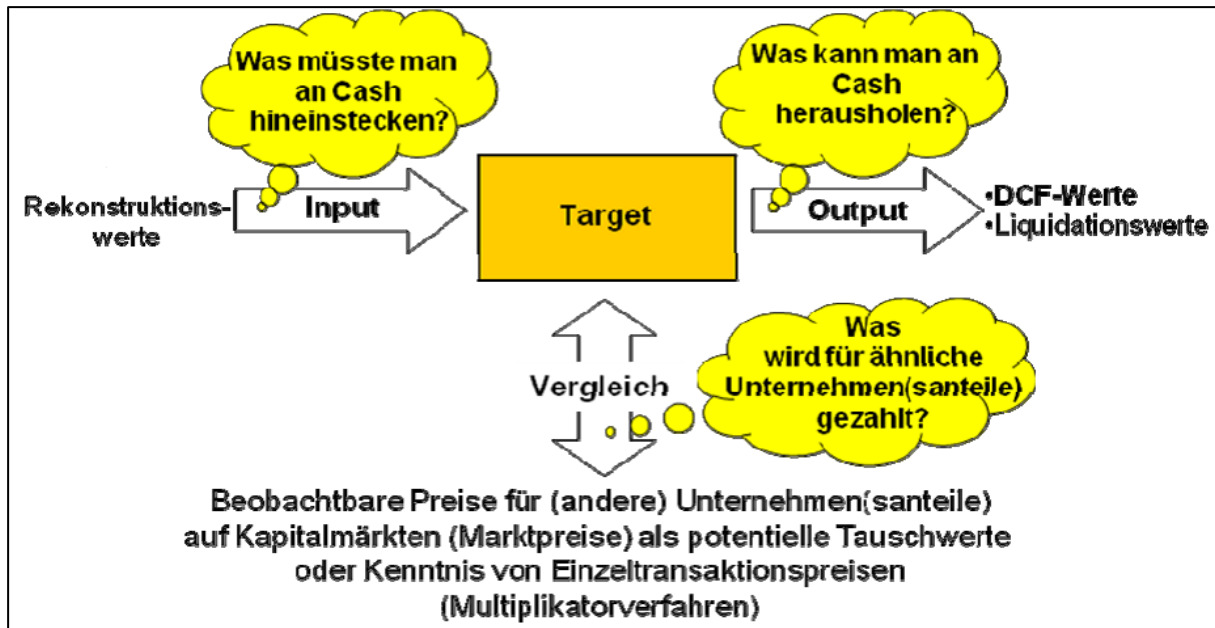 Was müsste man
an Cash
hineinstecken?
Was kann man an
Cash
herausholen?
Rekonstruktions-
werte
Input
Target
Output
•DCF-Werte
•Liquidationswerte
Vergleich
Was
wird für ähnliche
Unternehmen(santeile)
gezahlt?
Beobachtbare Preise für (andere) Unternehmen(santeile)
auf Kapitalmärkten (Marktpreise) als potentielle Tauschwerte
oder Kenntnis von Einzeltransaktionspreisen
(Multiplikatorverfahren)